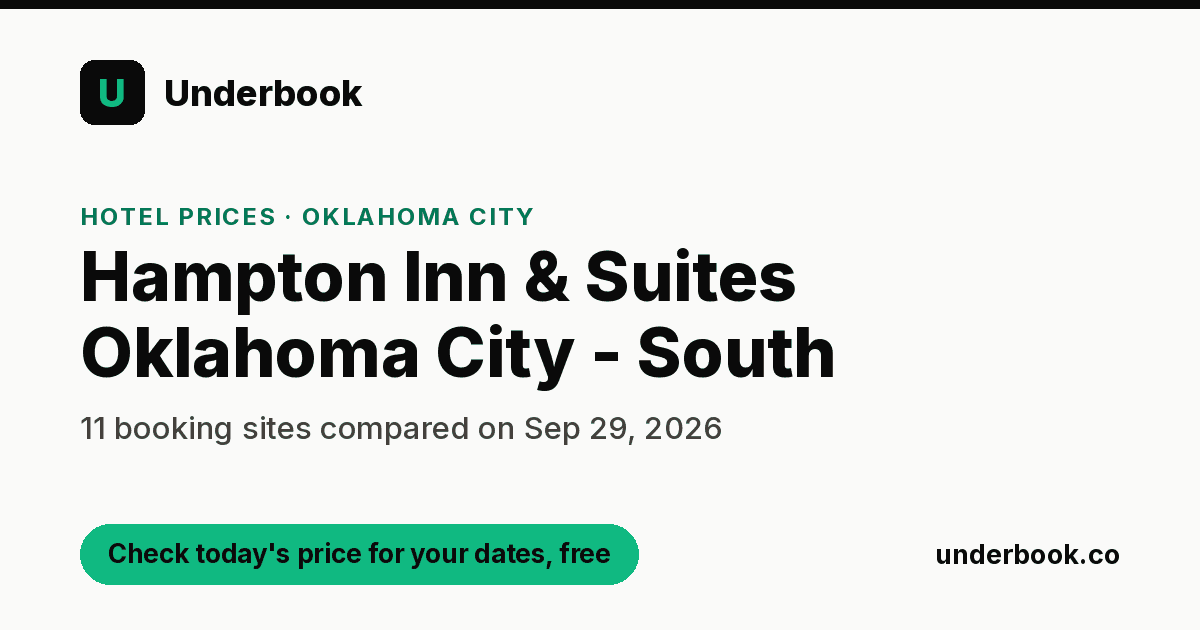 U Underbook
HOTEL PRICES · OKLAHOMA CITY
Hampton Inn & Suites
Oklahoma City - South
11 booking sites compared on Sep 29, 2026
Check today's price for your dates, free
underbook.co